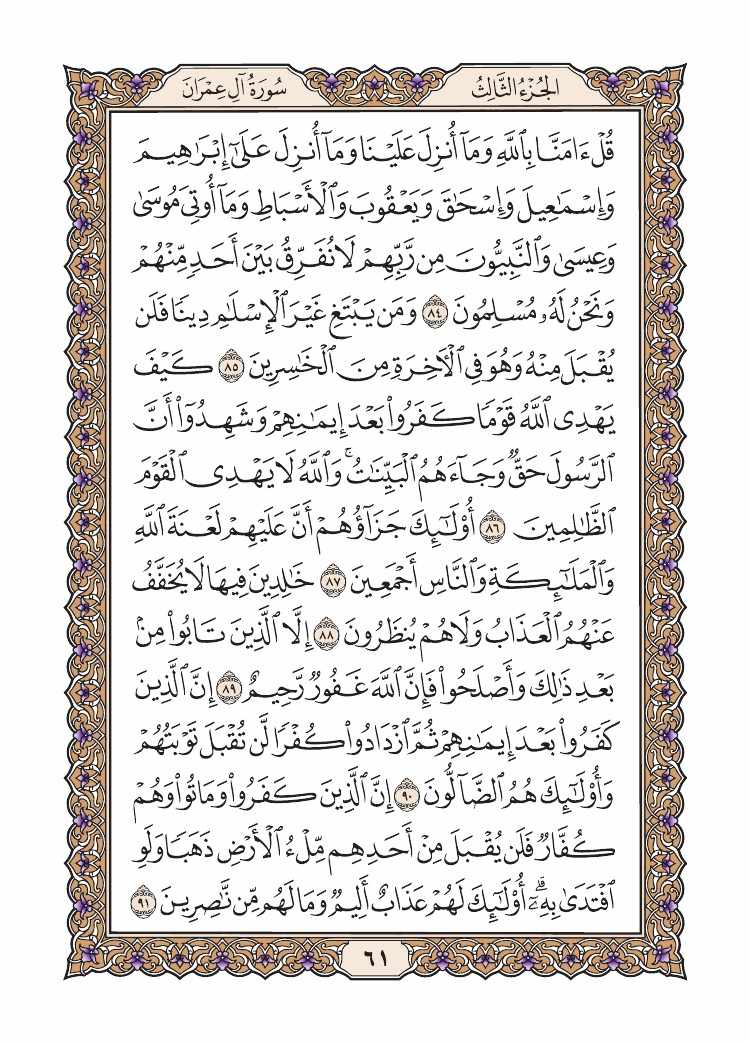 الجُزْءُ الثَّالِثُ
سُورَةُ آلِ عِمْرَانَ
قُلْ ءَامَنَّا بِٱللَّهِ وَمَآ أُنزِلَ عَلَيْنَا وَمَآ أُنزِلَ عَلَىٰٓ إِبْرَٰهِيمَ
وَإِسْمَٰعِيلَ وَإِسْحَٰقَ وَيَعْقُوبَ وَٱلْأَسْبَاطِ وَمَآ أُوتِىَ مُوسَىٰ
وَعِيسَىٰ وَٱلنَّبِيُّونَ مِن رَّبِّهِمْ لَا نُفَرِّقُ بَيْنَ أَحَدٍ مِّنْهُمْ
وَنَحْنُ لَهُۥ مُسْلِمُونَ ٨٤ وَمَن يَبْتَغِ غَيْرَ ٱلْإِسْلَٰمِ دِينًا فَلَن
يُقْبَلَ مِنْهُ وَهُوَ فِى ٱلْأَخِرَةِ مِنَ ٱلْخَٰسِرِينَ ٨٥ كَيْفَ
يَهْدِى ٱللَّهُ قَوْمًا كَفَرُوا۟ بَعْدَ إِيمَٰنِهِمْ وَشَهِدُوٓا۟ أَنَّ
ٱلرَّسُولَ حَقٌّ وَجَآءَهُمُ ٱلْبَيِّنَٰتُ ۚ وَٱللَّهُ لَا يَهْدِى ٱلْقَوْمَ
ٱلظَّٰلِمِينَ ٨٦ أُو۟لَٰٓئِكَ جَزَآؤُهُمْ أَنَّ عَلَيْهِمْ لَعْنَةَ ٱللَّهِ
وَٱلْمَلَٰٓئِكَةِ وَٱلنَّاسِ أَجْمَعِينَ ٨٧ خَٰلِدِينَ فِيهَا لَا يُخَفَّفُ
عَنْهُمُ ٱلْعَذَابُ وَلَا هُمْ يُنظَرُونَ ٨٨ إِلَّا ٱلَّذِينَ تَابُوا۟ مِنۢ
بَعْدِ ذَٰلِكَ وَأَصْلَحُوا۟ فَإِنَّ ٱللَّهَ غَفُورٌ رَّحِيمٌ ٨٩ إِنَّ ٱلَّذِينَ
كَفَرُوا۟ بَعْدَ إِيمَٰنِهِمْ ثُمَّ ٱزْدَادُوا۟ كُفْرًا لَّن تُقْبَلَ تَوْبَتُهُمْ
وَأُو۟لَٰٓئِكَ هُمُ ٱلضَّآلُّونَ ٩٠ إِنَّ ٱلَّذِينَ كَفَرُوا۟ وَمَاتُوا۟ وَهُمْ
كُفَّارٌ فَلَن يُقْبَلَ مِنْ أَحَدِهِم مِّلْءُ ٱلْأَرْضِ ذَهَبًا وَلَوِ
ٱفْتَدَىٰ بِهِۦٓ ۗ أُو۟لَٰٓئِكَ لَهُمْ عَذَابٌ أَلِيمٌ وَمَا لَهُم مِّن نَّٰصِرِينَ ٩١
٦١